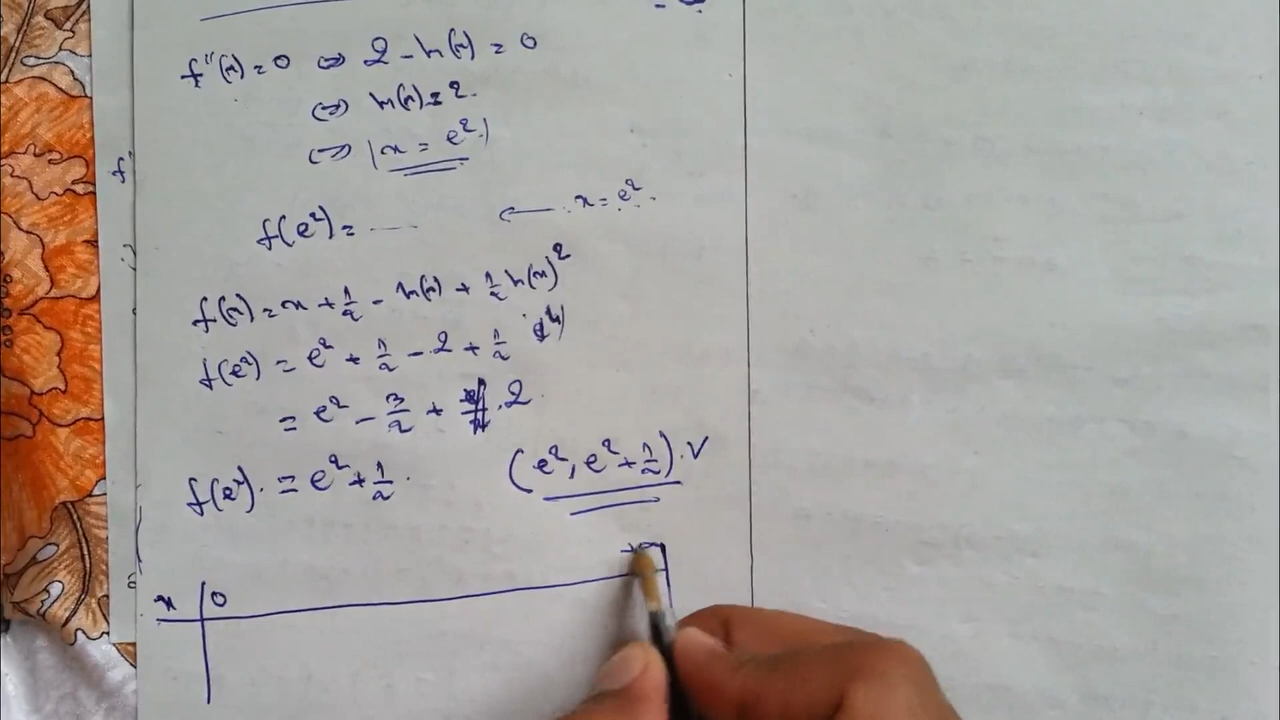 f''(x) = 0 ⇔ 2 - ln(x) = 0
⇔ ln(x) = 2.
⇔ x = e²
f(e²) = ---- ← x = e²
f(x) = x + 1/2 - ln(x) + 1/2 ln(x)²
f(e²) = e² + 1/2 - 2 + 1/2
= e² - 3/2 + 2
f(e²) = e² + 1/2. (e², e² + 1/2).
x | 0 +∞